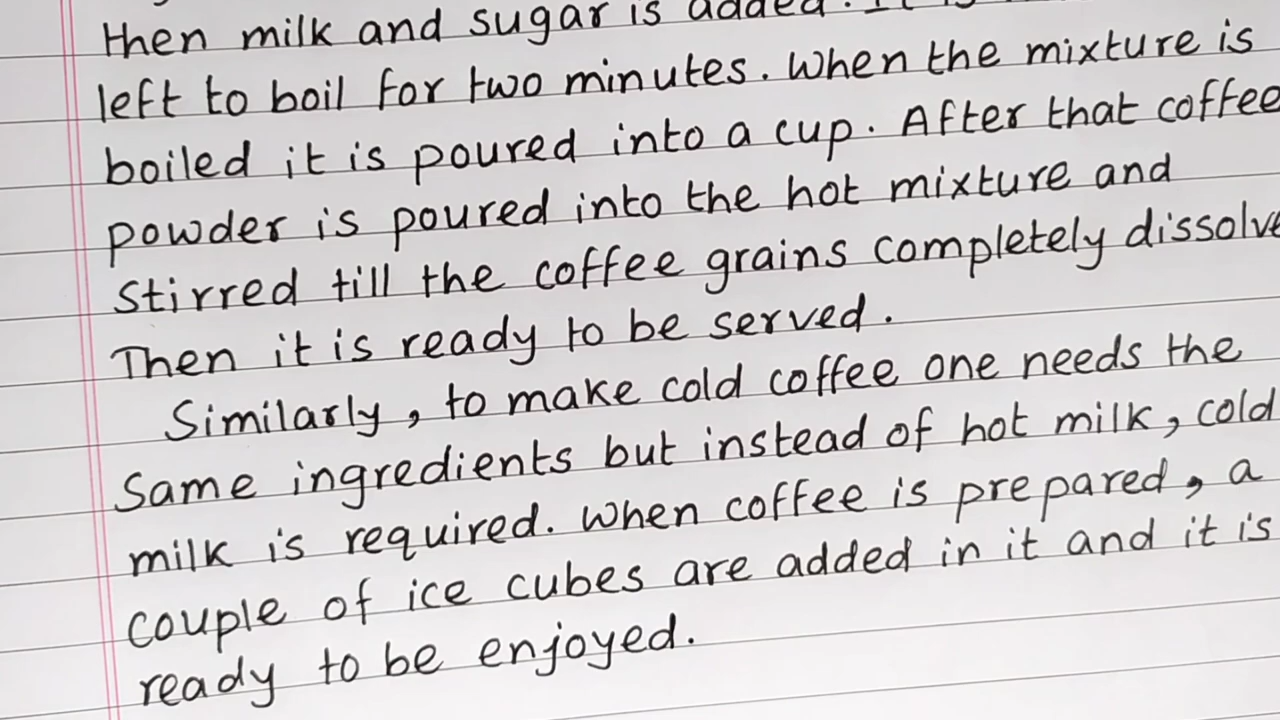 then milk and sugar is added. It is
left to boil for two minutes. When the mixture is
boiled it is poured into a cup. After that coffee
powder is poured into the hot mixture and
stirred till the coffee grains completely dissolve
Then it is ready to be served.
Similarly, to make cold coffee one needs the
same ingredients but instead of hot milk, cold
milk is required. When coffee is prepared, a
couple of ice cubes are added in it and it is
ready to be enjoyed.